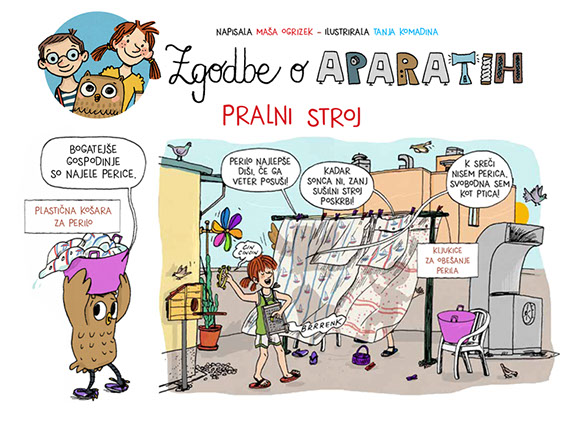 NAPISALA MAŠA OGRIZEK – ILUSTRIRALA TANJA KOMADINA
Zgodbe o APARATIH
PRALNI STROJ
BOGATEJŠE
GOSPODINJE
SO NAJELE PERICE.
PLASTIČNA KOŠARA
ZA PERILO
PERILO NAJLEPŠE
DIŠI, ČE GA
VETER POSUŠI!
KADAR
SONCA NI, ZANJ
SUŠILNI STROJ
POSKRBI!
K SREČI
NISEM PERICA,
SVOBODNA SEM
KOT PTICA!
KLJUKICE
ZA OBEŠANJE
PERILA
BRRRENK